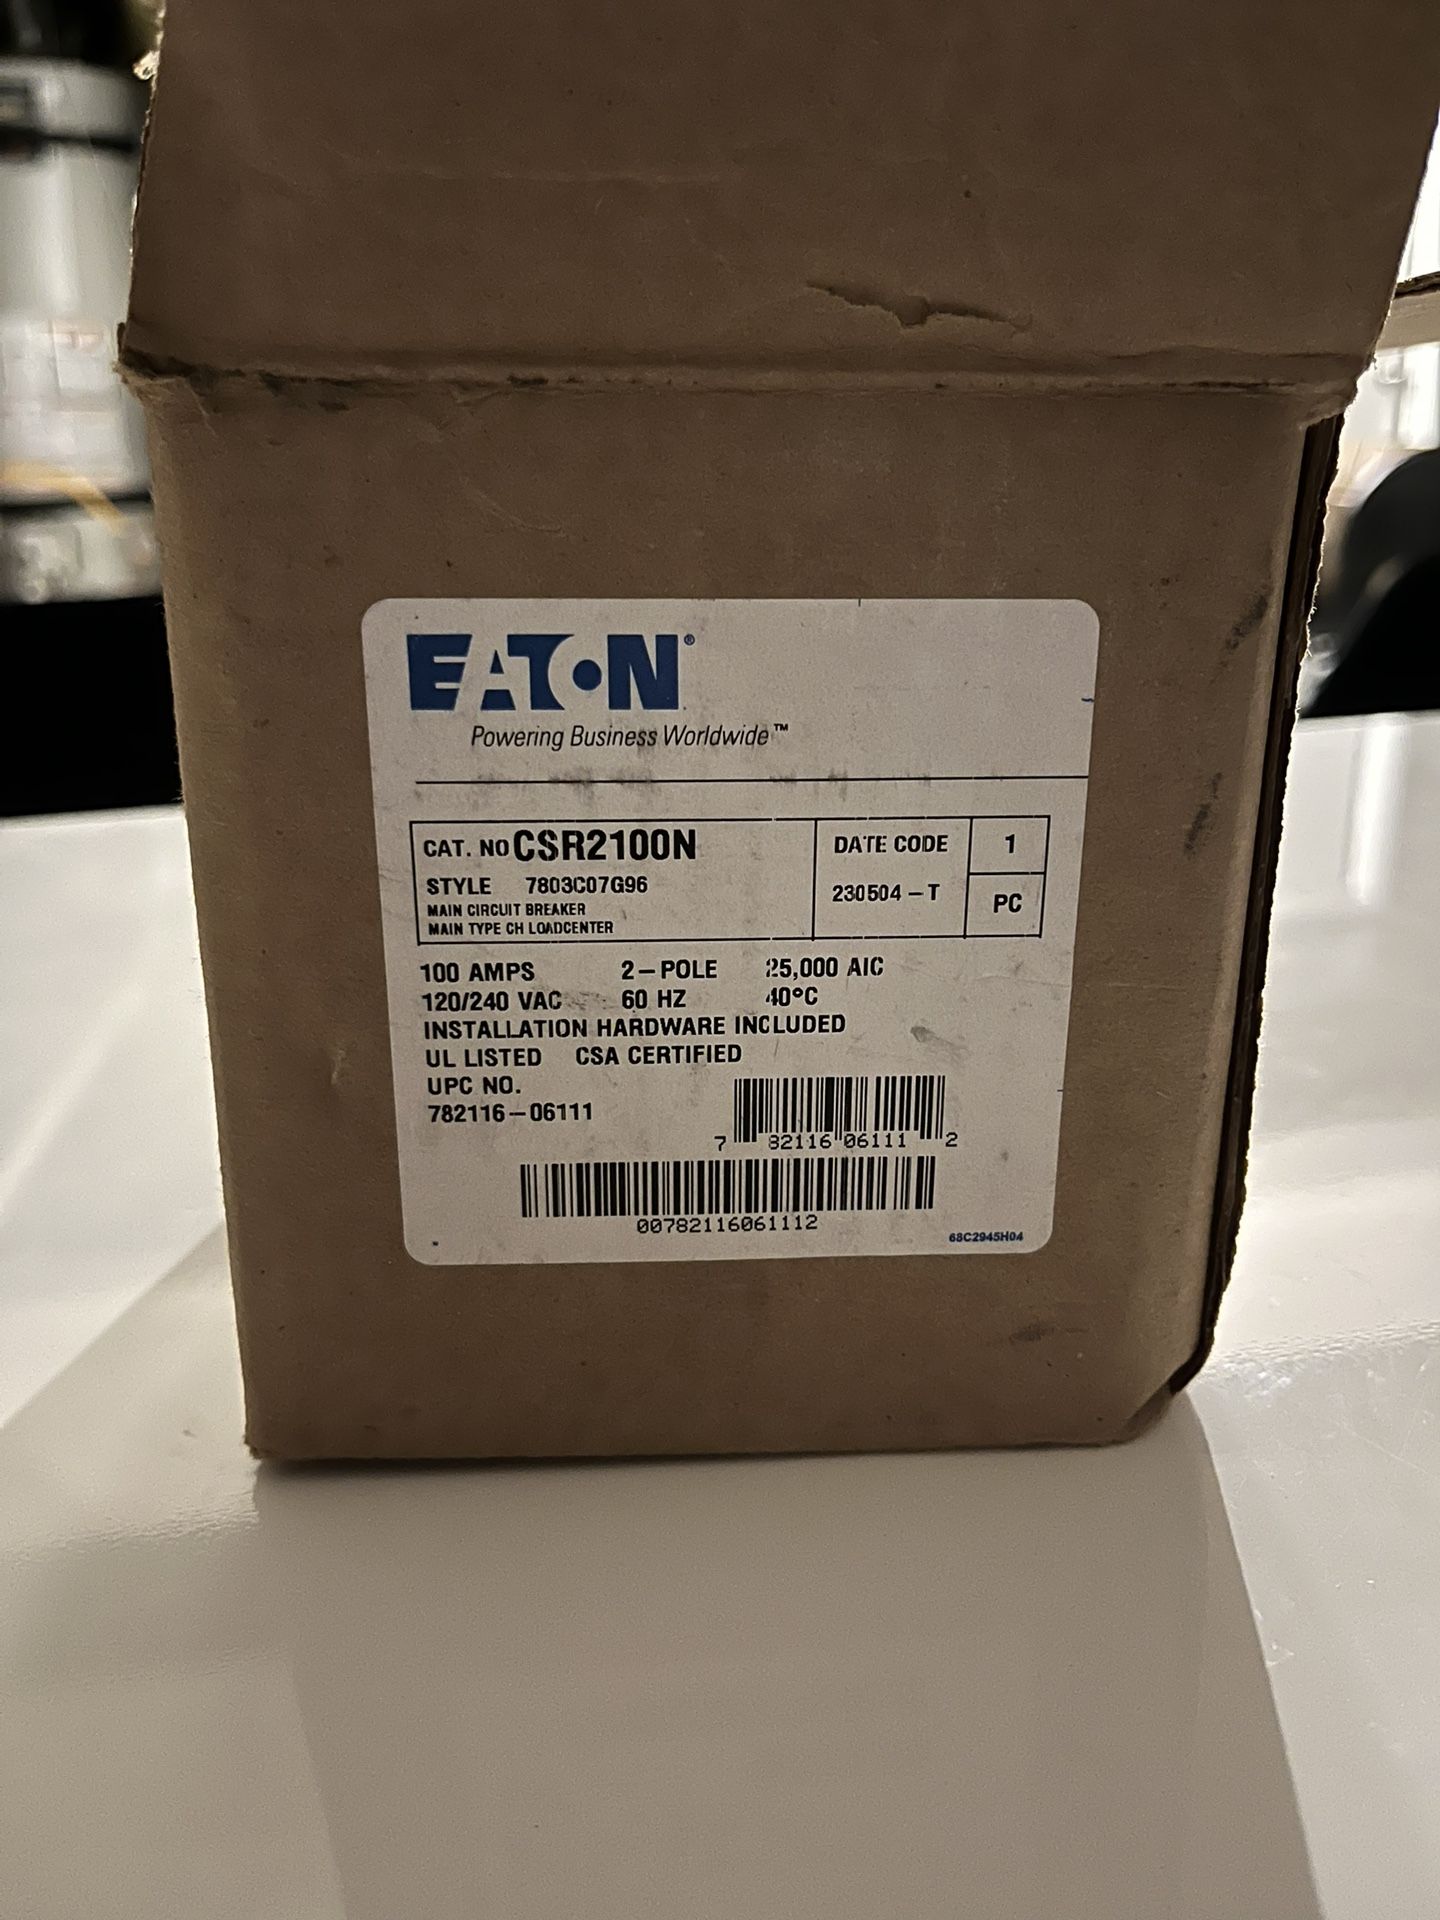 EATON®
Powering Business Worldwide™
CAT. NO CSR2100N
STYLE 7803C07G96
MAIN CIRCUIT BREAKER
MAIN TYPE CH LOADCENTER
DATE CODE
230504-T
1
PC
100 AMPS 2-POLE 25,000 AIC
120/240 VAC 60 HZ 40°C
INSTALLATION HARDWARE INCLUDED
UL LISTED CSA CERTIFIED
UPC NO.
782116-06111
7 82116 06111 2
00782116061112
68C2945H04